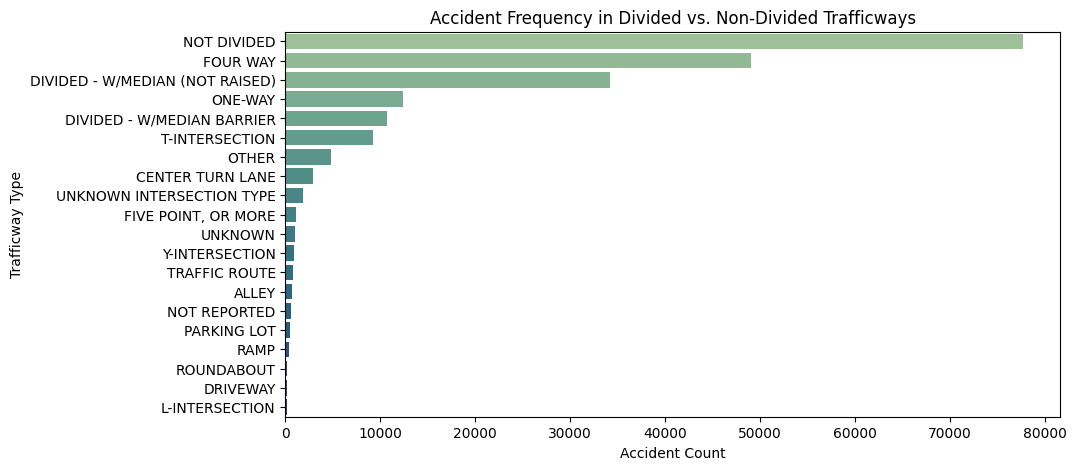 Accident Frequency in Divided vs. Non-Divided Trafficways
Trafficway Type
NOT DIVIDED
FOUR WAY
DIVIDED - W/MEDIAN (NOT RAISED)
ONE-WAY
DIVIDED - W/MEDIAN BARRIER
T-INTERSECTION
OTHER
CENTER TURN LANE
UNKNOWN INTERSECTION TYPE
FIVE POINT, OR MORE
UNKNOWN
Y-INTERSECTION
TRAFFIC ROUTE
ALLEY
NOT REPORTED
PARKING LOT
RAMP
ROUNDABOUT
DRIVEWAY
L-INTERSECTION
0 10000 20000 30000 40000 50000 60000 70000 80000
Accident Count